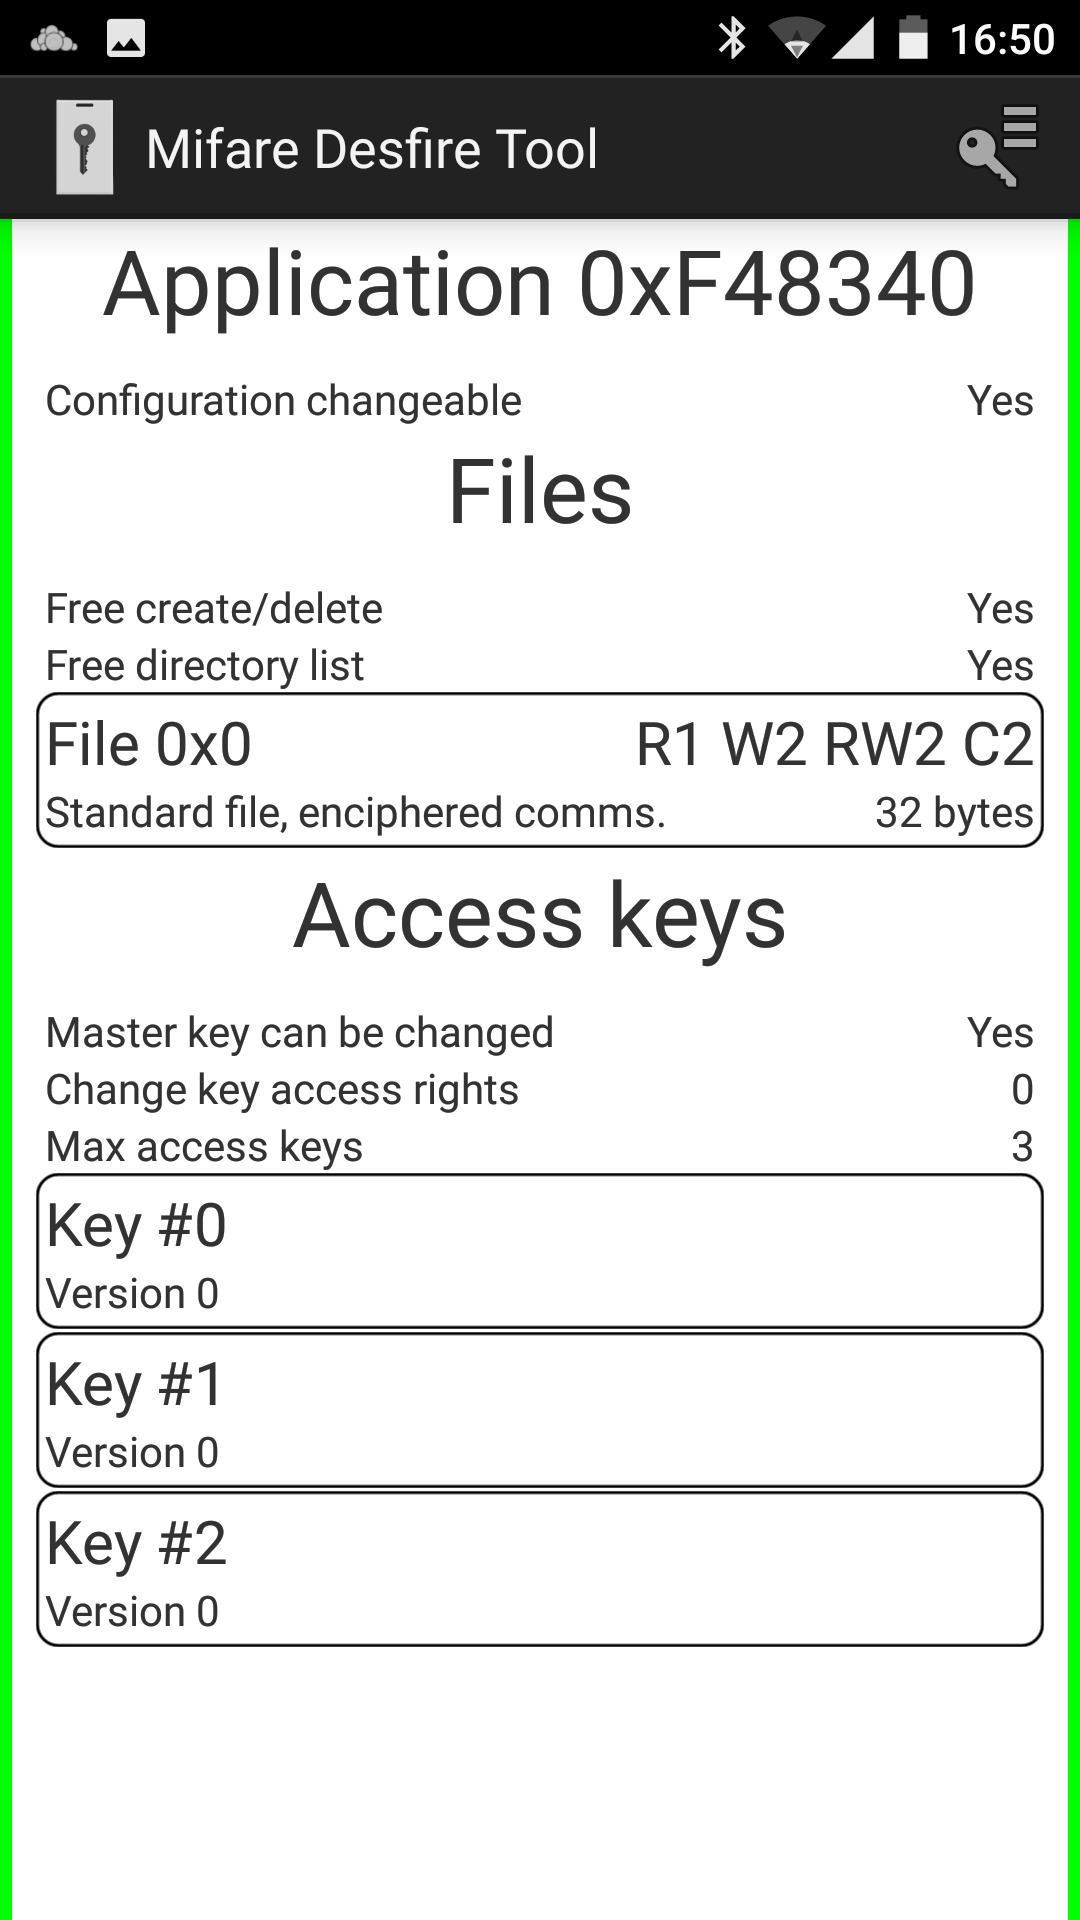 16:50
Mifare Desfire Tool
Application 0xF48340
Configuration changeable Yes
Files
Free create/delete Yes
Free directory list Yes
File 0x0 R1 W2 RW2 C2
Standard file, enciphered comms. 32 bytes
Access keys
Master key can be changed Yes
Change key access rights 0
Max access keys 3
Key #0
Version 0
Key #1
Version 0
Key #2
Version 0